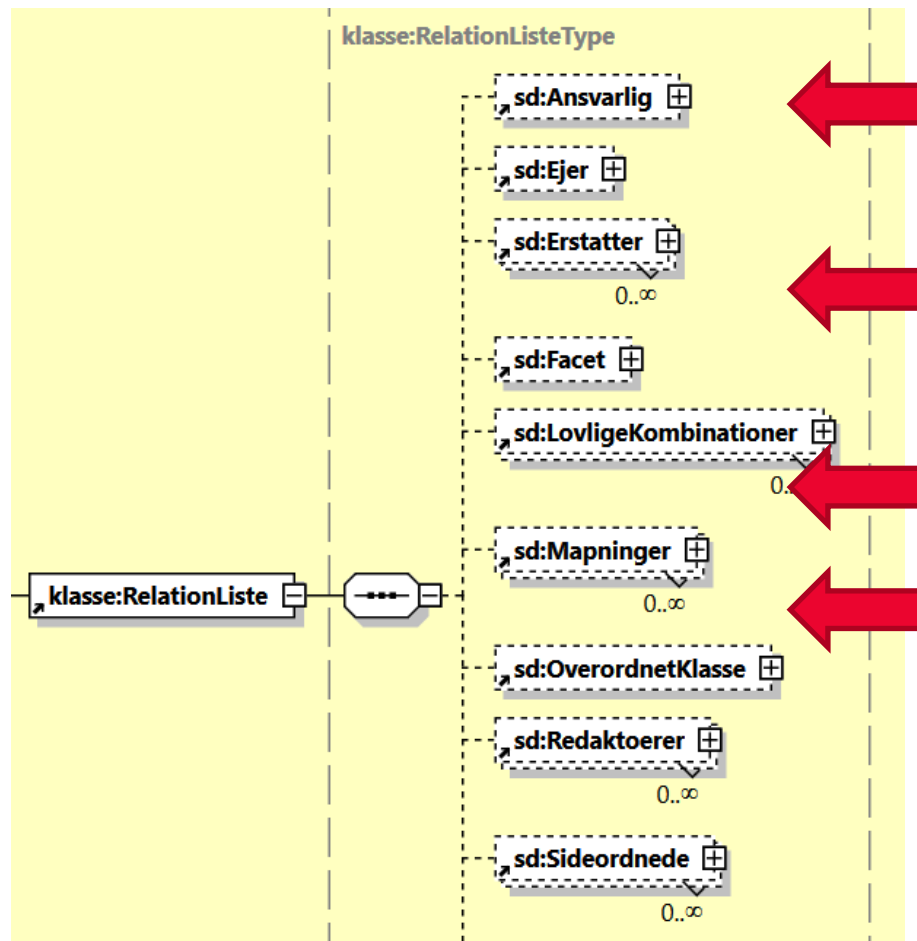 klasse:RelationListeType
sd:Ansvarlig
sd:Ejer
sd:Erstatter
0..∞
sd:Facet
sd:LovligeKombinationer
0..
sd:Mapninger
0..∞
klasse:RelationListe
sd:OverordnetKlasse
sd:Redaktoerer
0..∞
sd:Sideordnede
0..∞